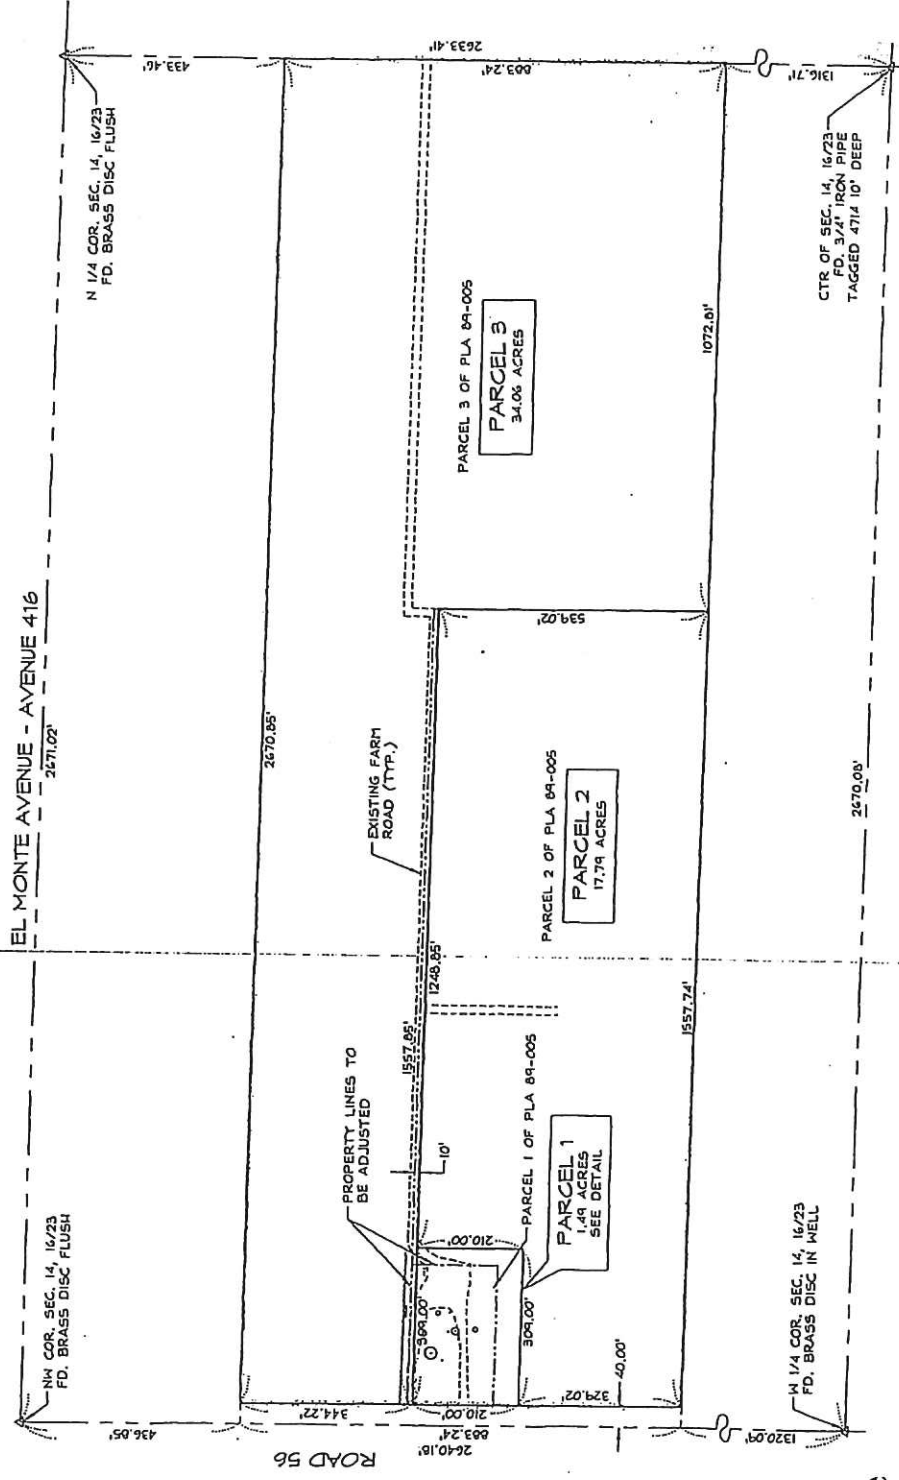 EL MONTE AVENUE - AVENUE 416
2671.02'
NW COR. SEC. 14, 16/23
FD. BRASS DISC FLUSH
N 1/4 COR. SEC. 14, 16/23
FD. BRASS DISC FLUSH
436.85'
433.46'
2670.85'
2633.41'
883.24'
1316.71'
PROPERTY LINES TO
BE ADJUSTED
EXISTING FARM
ROAD (TYP.)
344.22'
1557.85'
1248.85'
10'
PARCEL 3 OF PLA 89-005
PARCEL 3
34.06 ACRES
309.00'
210.00'
210.00'
309.00'
PARCEL 1 OF PLA 89-005
PARCEL 1
1.49 ACRES
SEE DETAIL
PARCEL 2 OF PLA 89-005
PARCEL 2
17.79 ACRES
539.02'
ROAD 56
2640.18'
883.24'
329.02'
40.00'
1557.74'
1072.81'
1320.09'
W 1/4 COR. SEC. 14, 16/23
FD. BRASS DISC IN WELL
2670.08'
CTR OF SEC. 14, 16/23
FD. 3/4" IRON PIPE
TAGGED 4714 10" DEEP